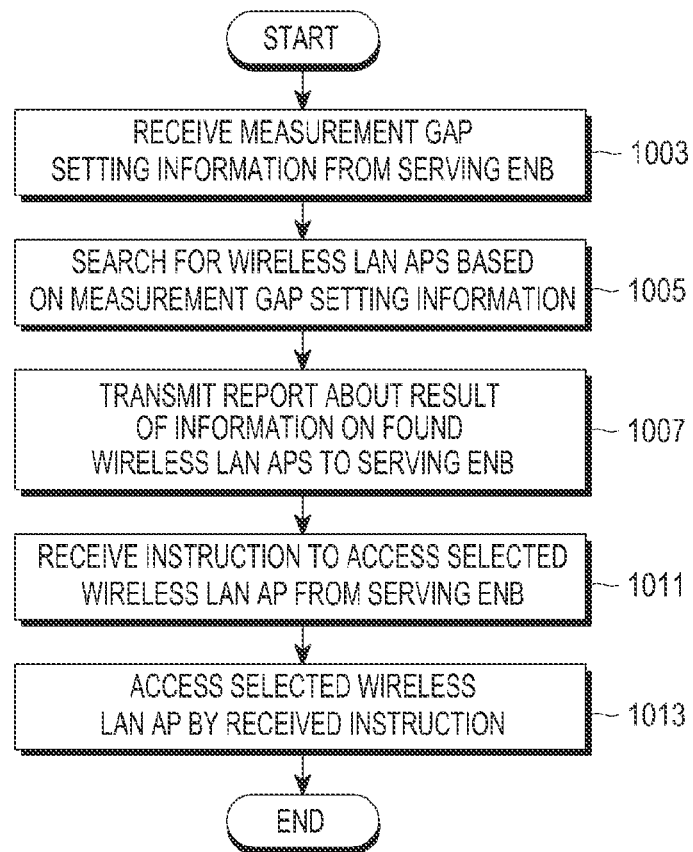 START
RECEIVE MEASUREMENT GAP
SETTING INFORMATION FROM SERVING ENB
1003
SEARCH FOR WIRELESS LAN APS BASED
ON MEASUREMENT GAP SETTING INFORMATION
1005
TRANSMIT REPORT ABOUT RESULT
OF INFORMATION ON FOUND
WIRELESS LAN APS TO SERVING ENB
1007
RECEIVE INSTRUCTION TO ACCESS SELECTED
WIRELESS LAN AP FROM SERVING ENB
1011
ACCESS SELECTED WIRELESS
LAN AP BY RECEIVED INSTRUCTION
1013
END